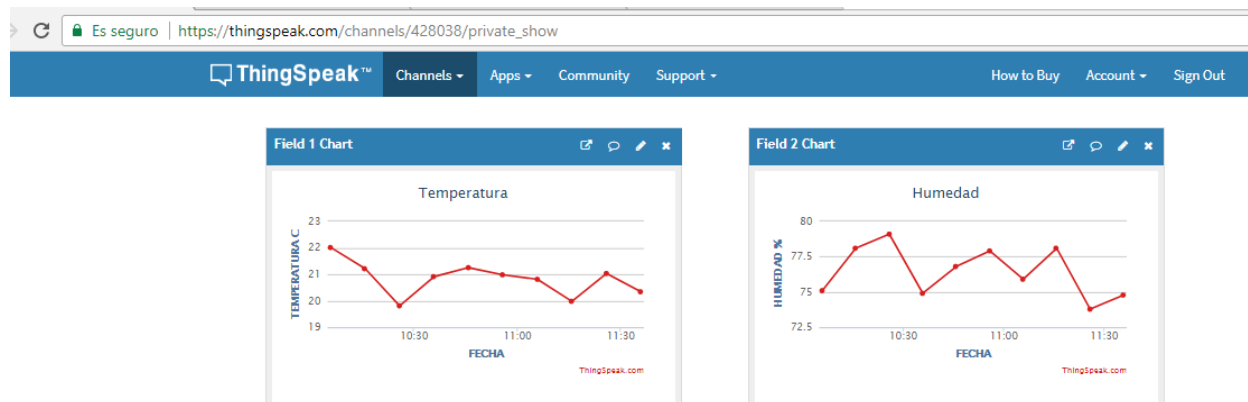 Es seguro | https://thingspeak.com/channels/428038/private_show
ThingSpeak™ Channels Apps Community Support How to Buy Account Sign Out
Field 1 Chart
Temperatura
TEMPERATURA C
23
22
21
20
19
10:30 11:00 11:30
FECHA
ThingSpeak.com
Field 2 Chart
Humedad
HUMEDAD %
80
77.5
75
72.5
10:30 11:00 11:30
FECHA
ThingSpeak.com